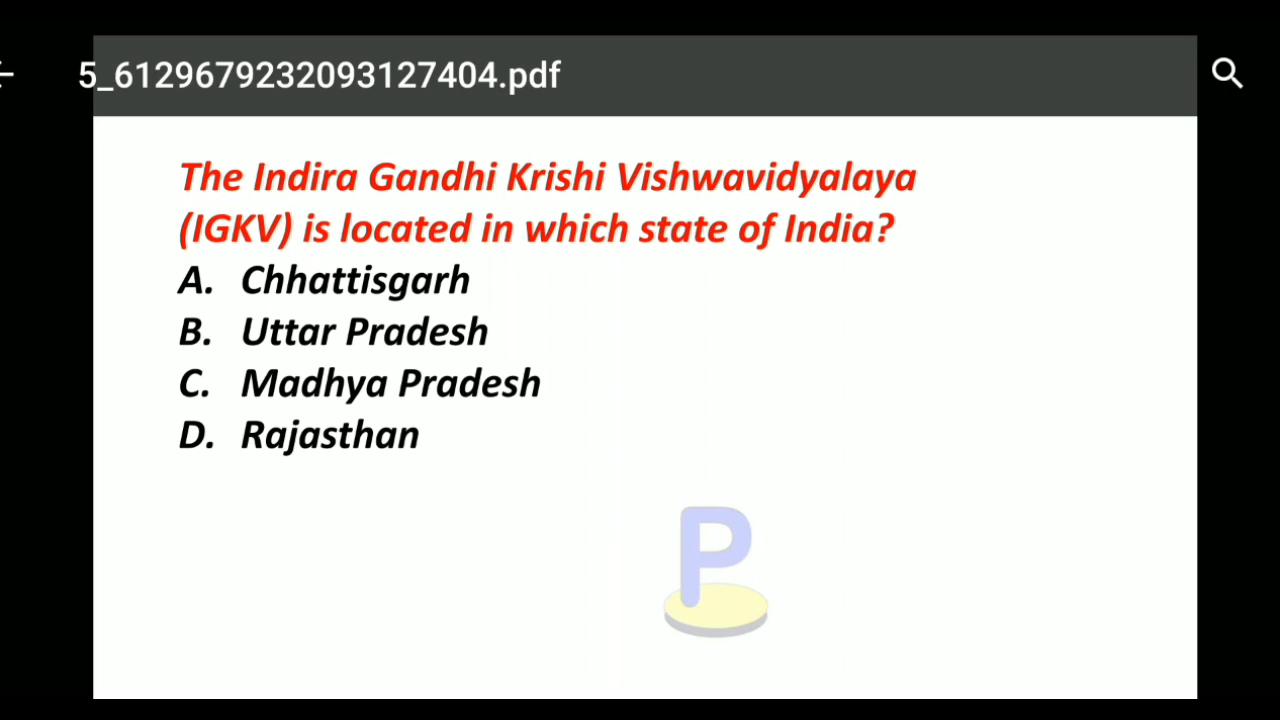 5_6129679232093127404.pdf
The Indira Gandhi Krishi Vishwavidyalaya
(IGKV) is located in which state of India?
A. Chhattisgarh
B. Uttar Pradesh
C. Madhya Pradesh
D. Rajasthan
P